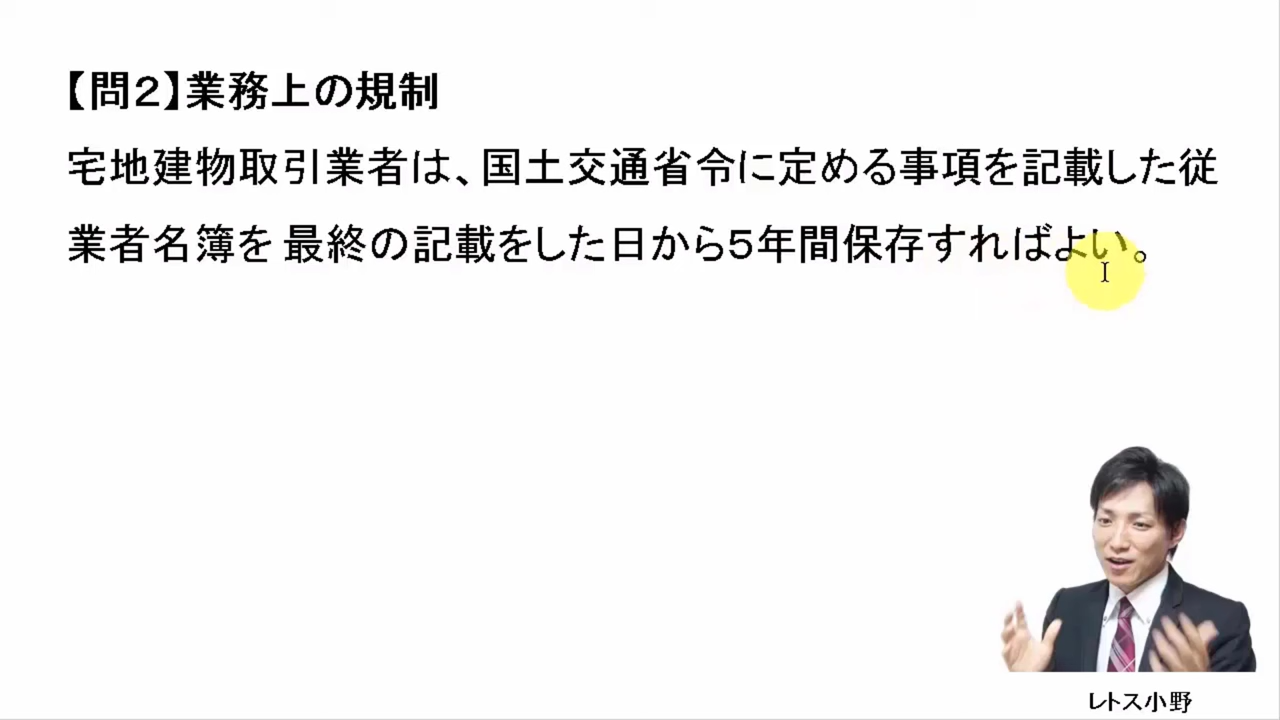 【問２】業務上の規制
宅地建物取引業者は、国土交通省令に定める事項を記載した従
業者名簿を 最終の記載をした日から５年間保存すればよい。
レトス小野